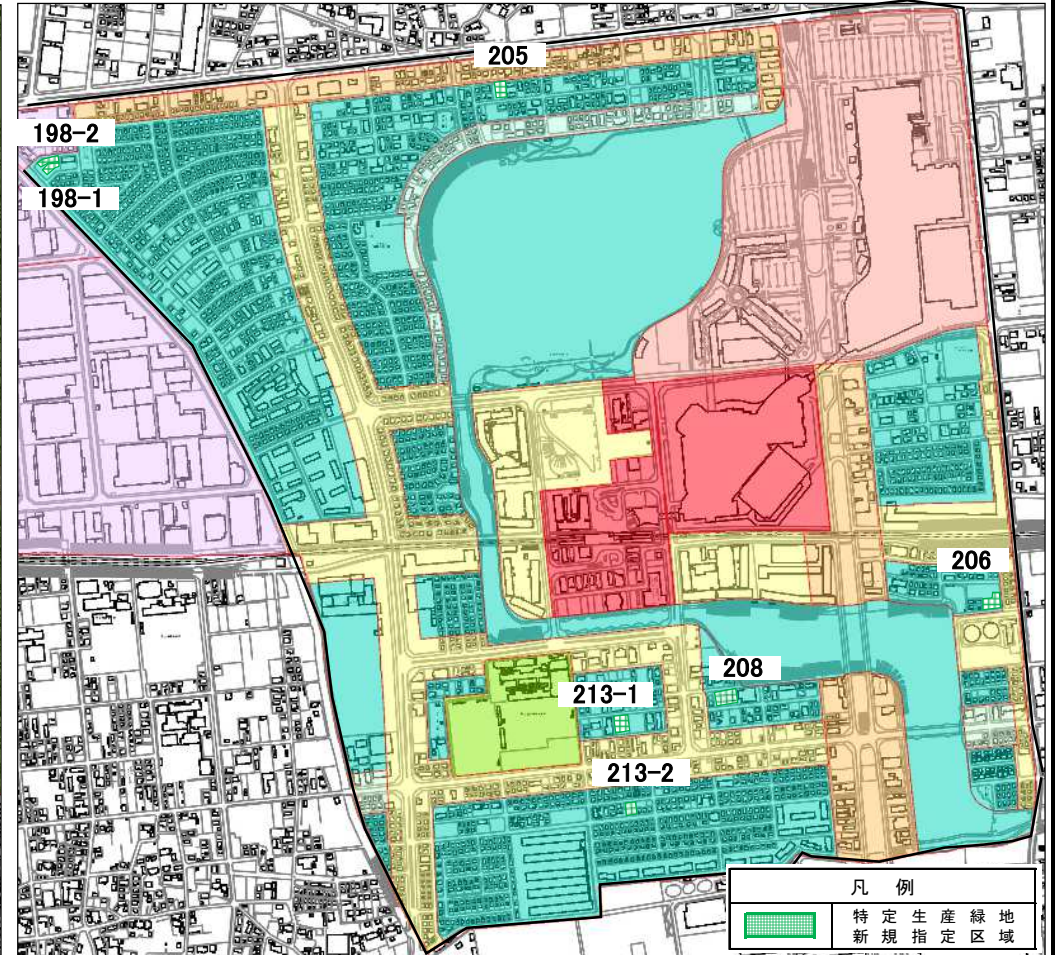 205
198-2
198-1
206
208
213-1
213-2
凡 例
特 定 生 産 緑 地
新 規 指 定 区 域